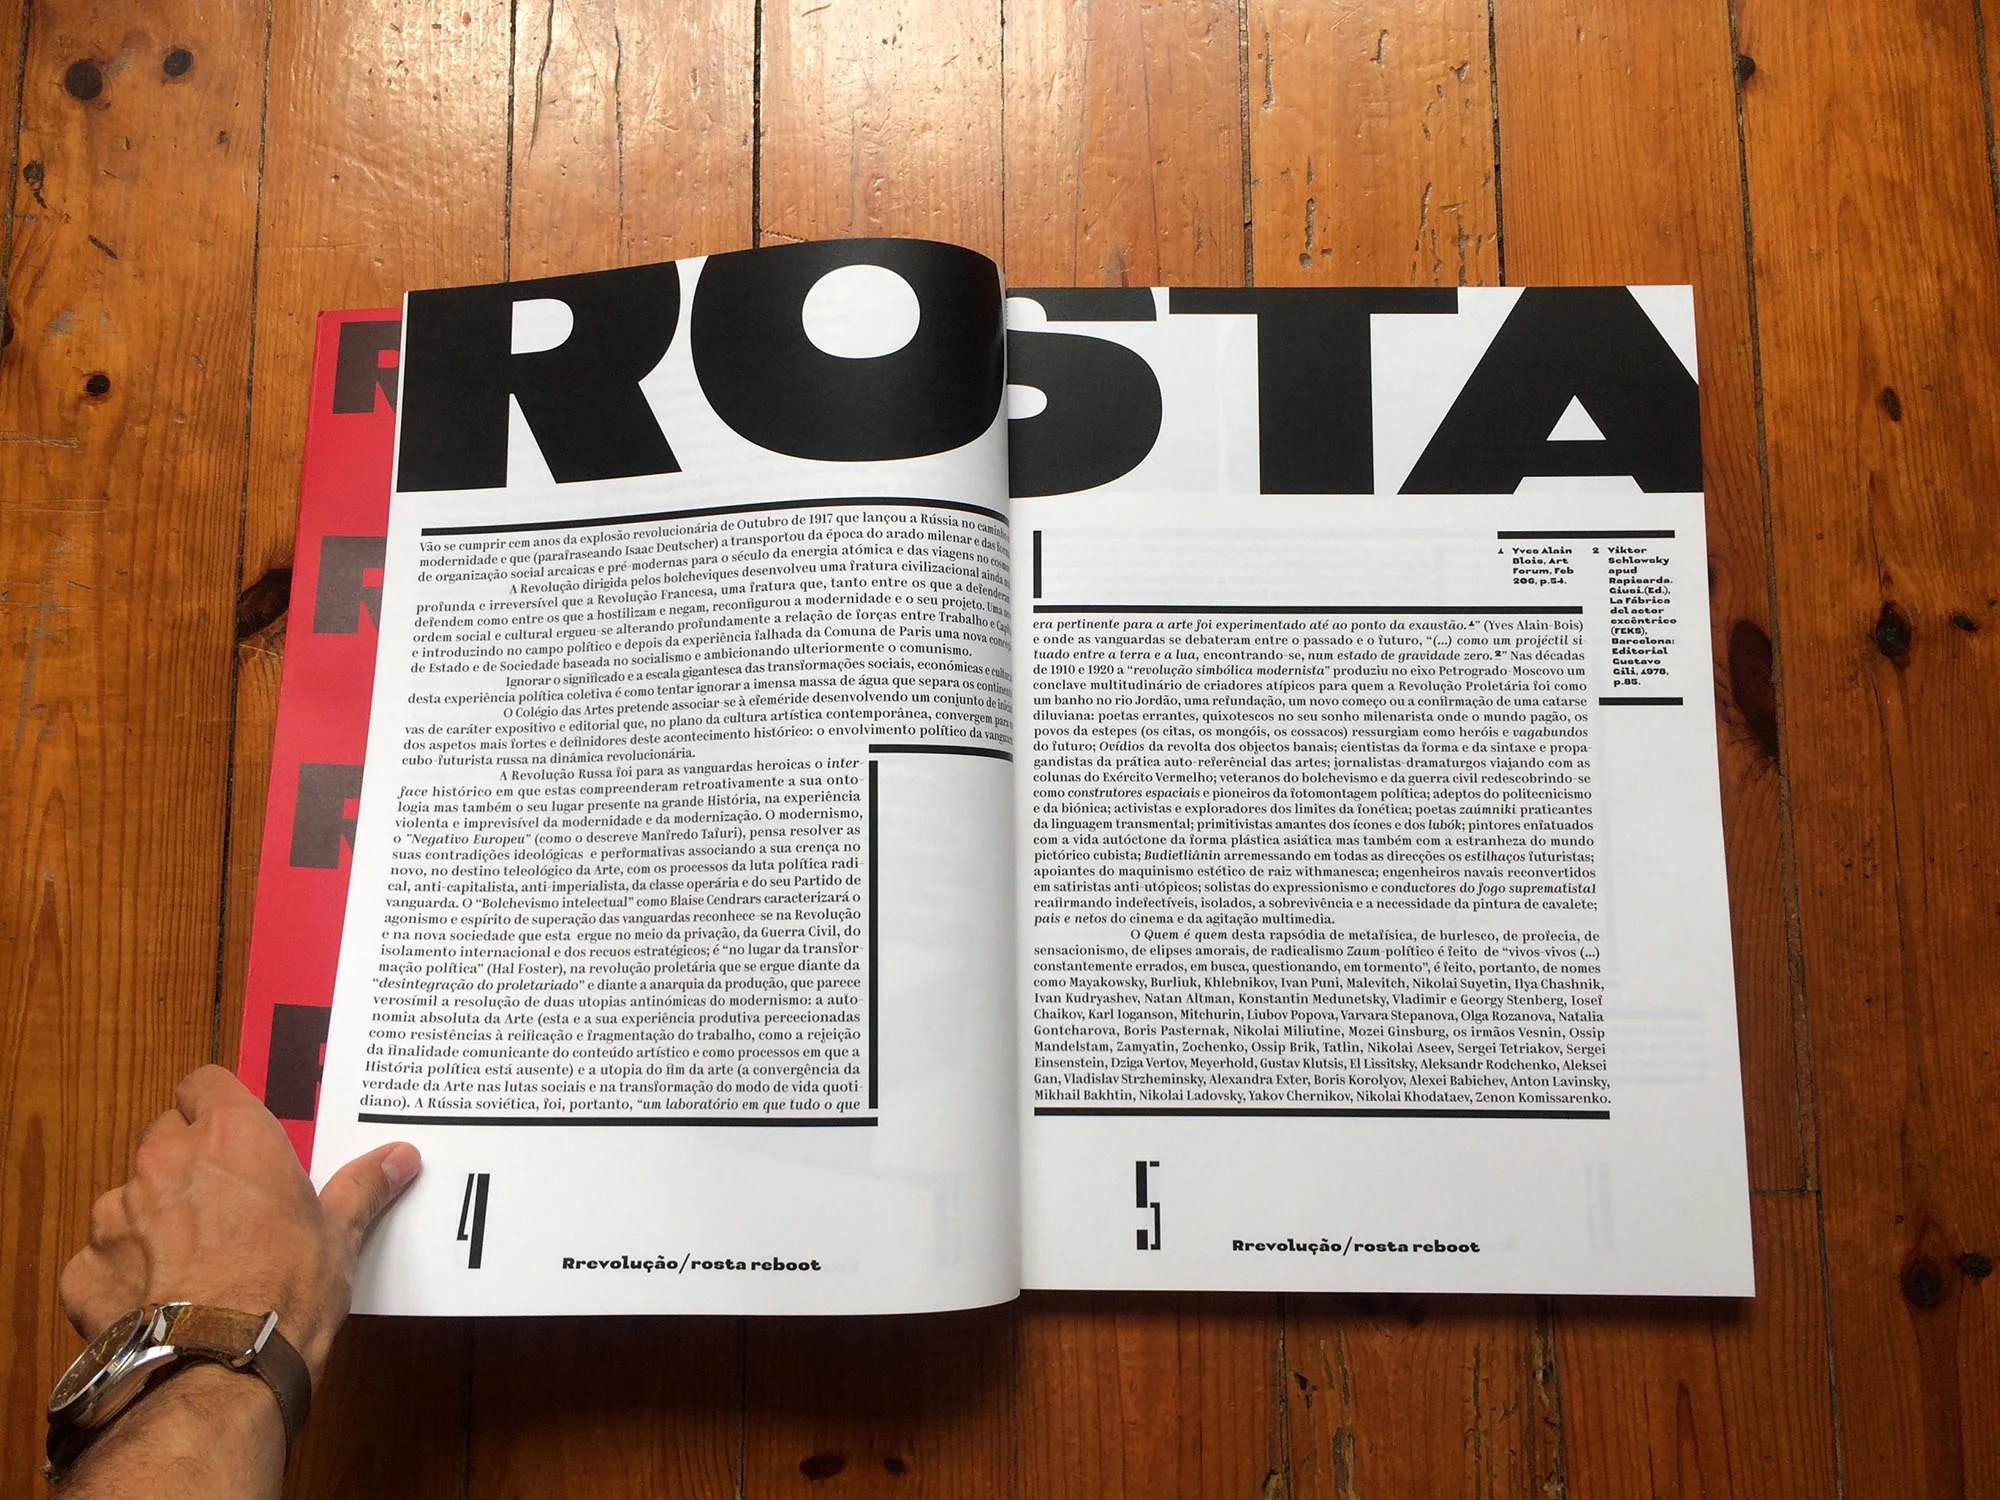 ROSTA
Vão se cumprir cem anos da explosão revolucionária de Outubro de 1917 que lançou a Rússia no
modernidade e que (parafraseando Isaac Deutscher) a transportou da época do arado milenar e das
de organização social arcaicas e pré-modernas para o século da energia atómica e das viagens no
A Revolução dirigida pelos bolcheviques desenvolveu uma fratura civilizacional ainda
profunda e irreversível que a Revolução Francesa, uma fratura que, tanto entre os que a
defendem como entre os que a hostilizam e negam, reconfigurou a modernidade e o seu projeto. Uma
ordem social e cultural ergueu-se alterando profundamente a relação de forças entre Trabalho e
e introduzindo no campo político e depois da experiência falhada da Comuna de Paris uma nova
de Estado e de Sociedade baseada no socialismo e ambicionando ulteriormente o comunismo.
Ignorar o significado e a escala gigantesca das transformações sociais, económicas e
desta experiência política coletiva é como tentar ignorar a imensa massa de água que separa os
O Colégio das Artes pretende associar-se à efeméride desenvolvendo um conjunto de
vas de caráter expositivo e editorial que, no plano da cultura artística contemporânea, convergem para
dos aspetos mais fortes e definidores deste acontecimento histórico: o envolvimento político da
cubo-futurista russa na dinâmica revolucionária.
A Revolução Russa foi para as vanguardas heroicas o inter-
face histórico em que estas compreenderam retroativamente a sua onto-
logia mas também o seu lugar presente na grande História, na experiência
violenta e imprevisível da modernidade e da modernização. O modernismo,
o "Negativo Europeu" (como o descreve Manfredo Tafuri), pensa resolver as
suas contradições ideológicas e performativas associando a sua crença no
novo, no destino teleológico da Arte, com os processos da luta política radi-
cal, anti-capitalista, anti-imperialista, da classe operária e do seu Partido de
vanguarda. O “Bolchevismo intelectual” como Blaise Cendrars caracterizará o
agonismo e espírito de superação das vanguardas reconhece-se na Revolução
e na nova sociedade que esta ergue no meio da privação, da Guerra Civil, do
isolamento internacional e dos recuos estratégicos; é “no lugar da transfor-
mação política” (Hal Foster), na revolução proletária que se ergue diante da
“desintegração do proletariado” e diante a anarquia da produção, que parece
verosímil a resolução de duas utopias antinómicas do modernismo: a auto-
nomia absoluta da Arte (esta e a sua experiência produtiva percecionadas
como resistências à reificação e fragmentação do trabalho, como a rejeição
da finalidade comunicante do conteúdo artístico e como processos em que a
História política está ausente) e a utopia do fim da arte (a convergência da
verdade da Arte nas lutas sociais e na transformação do modo de vida quoti-
diano). A Rússia soviética, foi, portanto, “um laboratório em que tudo o que
4
Rrevolução/rosta reboot
1 Yves Alain
Blois, Art
Forum, Feb
206, p.54.
2 Viktor
Schlowsky
apud
Rapisarda.
Giusi.(Ed.),
La Fábrica
del actor
excéntrico
(FEKS),
Barcelona:
Editorial
Gustavo
Gili, 1978,
p.85.
era pertinente para a arte foi experimentado até ao ponto da exaustão.1” (Yves Alain-Bois)
e onde as vanguardas se debateram entre o passado e o futuro, “(...) como um projéctil si-
tuado entre a terra e a lua, encontrando-se, num estado de gravidade zero.2” Nas décadas
de 1910 e 1920 a “revolução simbólica modernista” produziu no eixo Petrogrado-Moscovo um
conclave multitudinário de criadores atípicos para quem a Revolução Proletária foi como
um banho no rio Jordão, uma refundação, um novo começo ou a confirmação de uma catarse
diluviana: poetas errantes, quixotescos no seu sonho milenarista onde o mundo pagão, os
povos da estepes (os citas, os mongóis, os cossacos) ressurgiam como heróis e vagabundos
do futuro; Ovídios da revolta dos objectos banais; cientistas da forma e da sintaxe e propa-
gandistas da prática auto-referencial das artes; jornalistas-dramaturgos viajando com as
colunas do Exército Vermelho; veteranos do bolchevismo e da guerra civil redescobrindo-se
como construtores espaciais e pioneiros da fotomontagem política; adeptos do politecnicismo
e da biónica; activistas e exploradores dos limites da fonética; poetas zaúmniki praticantes
da linguagem transmental; primitivistas amantes dos ícones e dos lubók; pintores enfatuados
com a vida autóctone da forma plástica asiática mas também com a estranheza do mundo
pictórico cubista; Budietliânin arremessando em todas as direcções os estilhaços futuristas;
apoiantes do maquinismo estético de raiz withmanesca; engenheiros navais reconvertidos
em satiristas anti-utópicos; solistas do expressionismo e conductores do fogo suprematistal
reafirmando indefectíveis, isolados, a sobrevivência e a necessidade da pintura de cavalete;
pais e netos do cinema e da agitação multimedia.
O Quem é quem desta rapsódia de metafísica, de burlesco, de profecia, de
sensacionismo, de elipses amorais, de radicalismo Zaum-político é feito de “vivos-vivos (...)
constantemente errados, em busca, questionando, em tormento”, é feito, portanto, de nomes
como Mayakowsky, Burliuk, Khlebnikov, Ivan Puni, Malevitch, Nikolai Suyetin, Ilya Chashnik,
Ivan Kudryashev, Natan Altman, Konstantin Medunetsky, Vladimir e Georgy Stenberg, Iosef
Chaikov, Karl Ioganson, Mitchurin, Liubov Popova, Varvara Stepanova, Olga Rozanova, Natalia
Gontcharova, Boris Pasternak, Nikolai Miliutine, Mozei Ginsburg, os irmãos Vesnin, Ossip
Mandelstam, Zamyatin, Zochenko, Ossip Brik, Tatlin, Nikolai Aseev, Sergei Tetriakov, Sergei
Einsenstein, Dziga Vertov, Meyerhold, Gustav Klutsis, El Lissitsky, Aleksandr Rodchenko, Aleksei
Gan, Vladislav Strzheminsky, Alexandra Exter, Boris Korolyov, Alexei Babichev, Anton Lavinsky,
Mikhail Bakhtin, Nikolai Ladovsky, Yakov Chernikov, Nikolai Khodataev, Zenon Komissarenko.
5
Rrevolução/rosta reboot